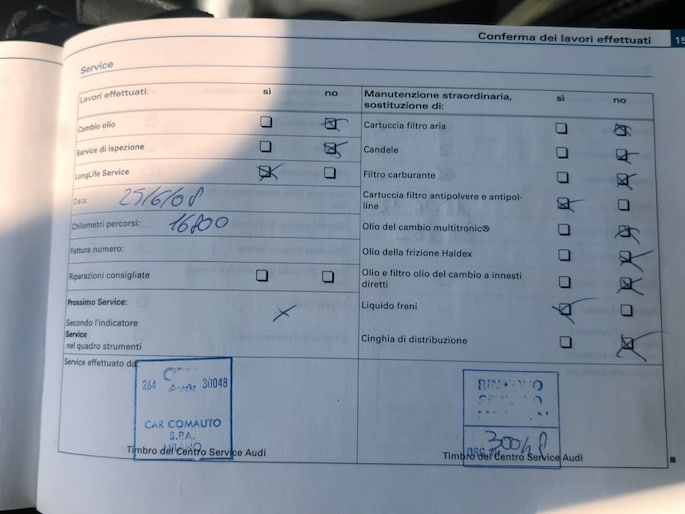 Conferma dei lavori effettuati 15
Service
Lavori effettuati: sì no
Cambio olio
Service di ispezione
LongLife Service
Data: 25/6/08
Chilometri percorsi: 16800
Fattura numero:
Riparazioni consigliate
Prossimo Service:
Secondo l'indicatore
Service
nel quadro strumenti
Service effettuato da:
264 30048
CAR COMAUTO
S.P.A.
MILANO
Timbro del Centro Service Audi
Manutenzione straordinaria, sì no
sostituzione di:
Cartuccia filtro aria
Candele
Filtro carburante
Cartuccia filtro antipolvere e antipol-
line
Olio del cambio multitronic®
Olio della frizione Haldex
Olio e filtro olio del cambio a innesti
diretti
Liquido freni
Cinghia di distribuzione
30048
Timbro del Centro Service Audi